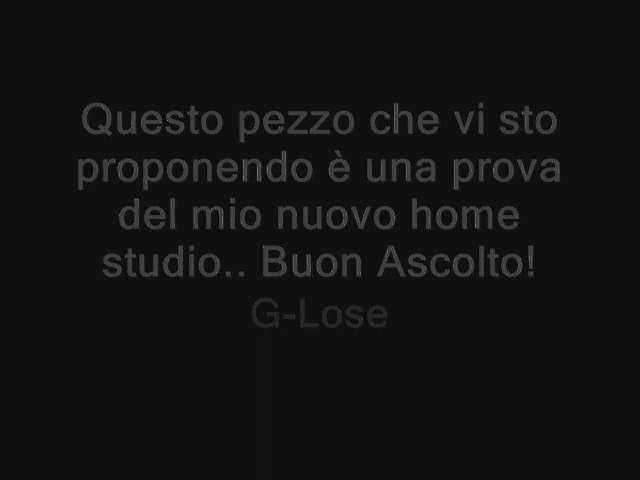 Questo pezzo che vi sto
proponendo è una prova
del mio nuovo home
studio.. Buon Ascolto!
G-Lose